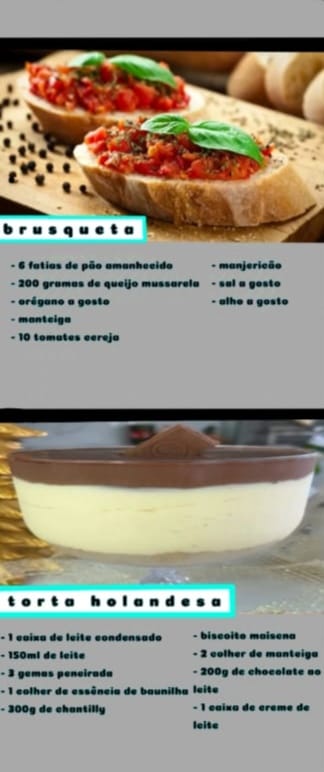 brusqueta
- 6 fatias de pão amanhecido
- 200 gramas de queijo mussarela
- orégano a gosto
- manteiga
- 10 tomates cereja
- manjericão
- sal a gosto
- alho a gosto
torta holandesa
- 1 caixa de leite condensado
- 150ml de leite
- 3 gemas peneirada
- 1 colher de essência de baunilha
- 300g de chantilly
- biscoito maisena
- 2 colher de manteiga
- 200g de chocolate ao
leite
- 1 caixa de creme de
leite